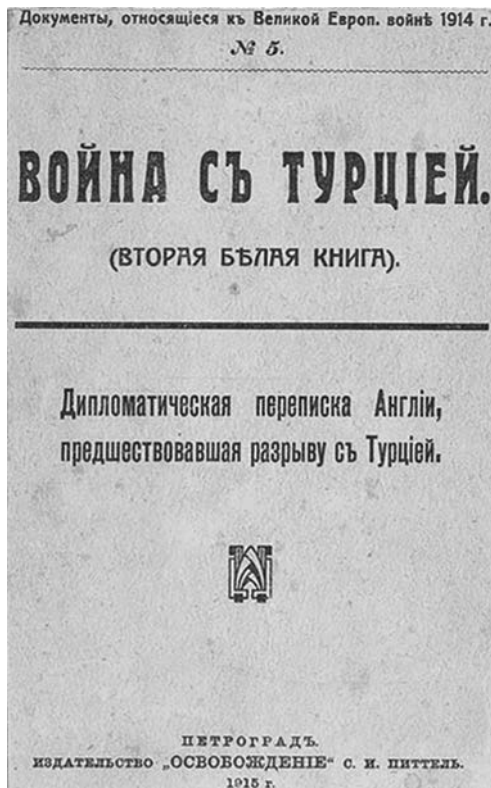 Документы, относящіеся къ Великой Европ. войнѣ 1914 г.
№ 5.
ВОЙНА СЪ ТУРЦІЕЙ.
(ВТОРАЯ БѢЛАЯ КНИГА).
Дипломатическая переписка Англіи,
предшествовавшая разрыву съ Турціей.
ПЕТРОГРАДЪ.
ИЗДАТЕЛЬСТВО „ОСВОБОЖДЕНІЕ“ С. И. ПИТТЕЛЬ.
1915 г.